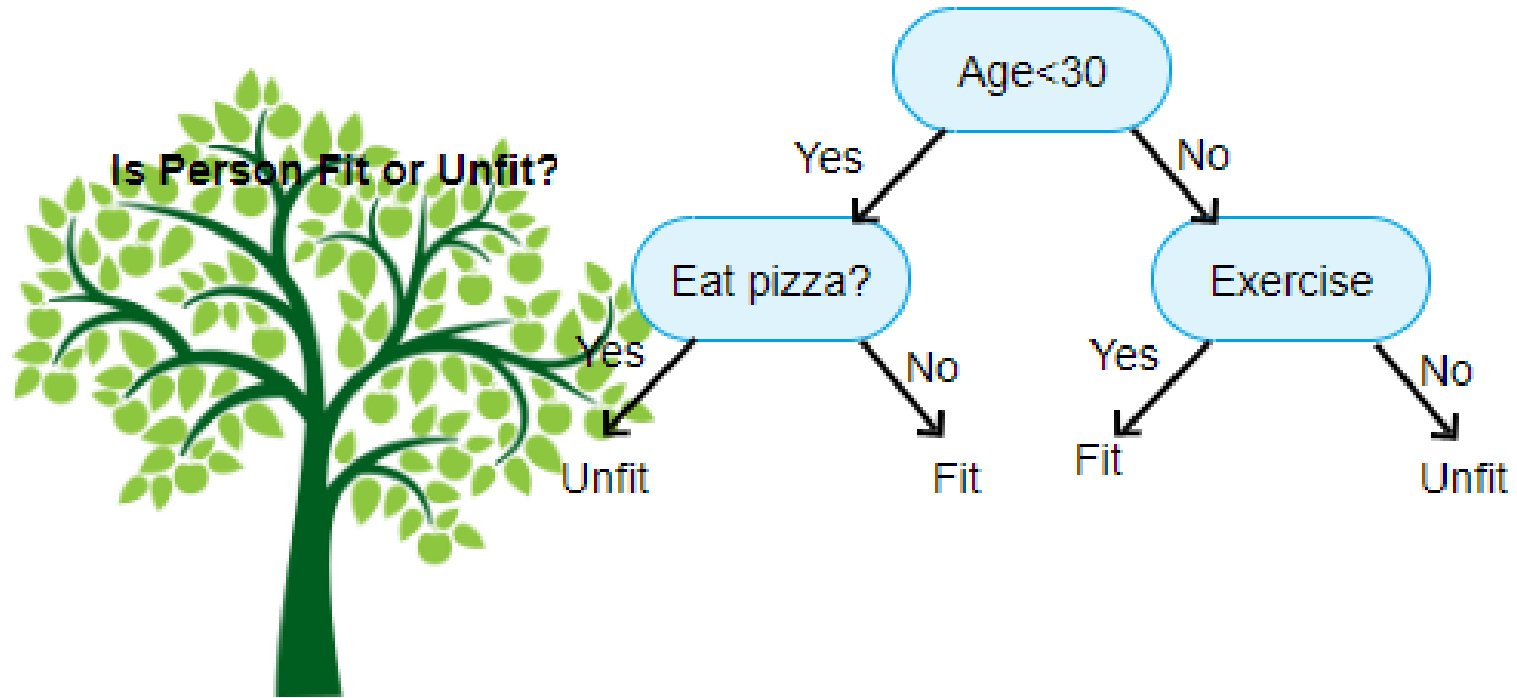 Is Person Fit or Unfit?
Age<30
Yes
No
Eat pizza?
Exercise
Yes
No
Yes
No
Unfit
Fit
Fit
Unfit